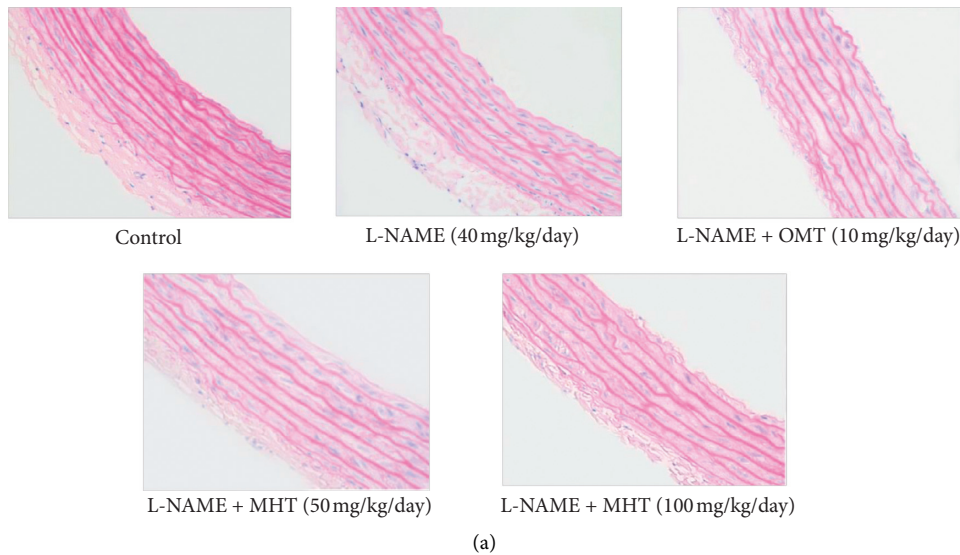 Control
L-NAME (40 mg/kg/day)
L-NAME + OMT (10 mg/kg/day)
L-NAME + MHT (50 mg/kg/day)
L-NAME + MHT (100 mg/kg/day)
(a)